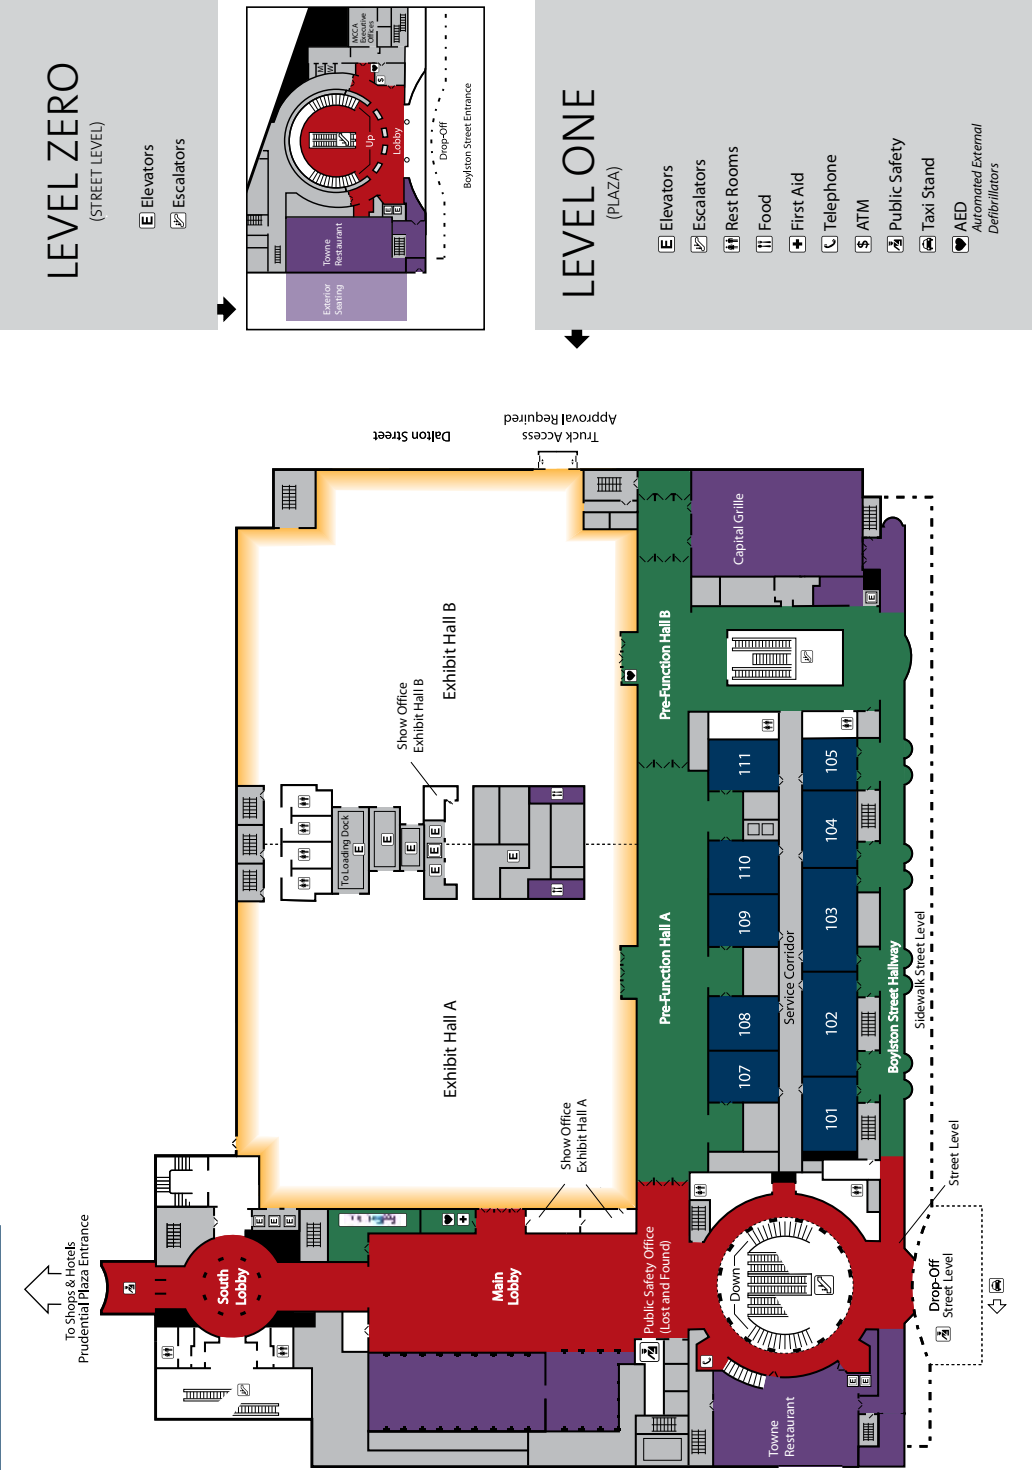 LEVEL ZERO
(STREET LEVEL)
E Elevators
Escalators
MCCA
Executive
Offices
M
W
$
Up
Lobby
E
E
Drop-Off
Boylston Street Entrance
Towne
Restaurant
Exterior
Seating
LEVEL ONE
(PLAZA)
E Elevators
Escalators
Rest Rooms
Food
First Aid
Telephone
$ ATM
Public Safety
Taxi Stand
AED
Automated External
Defibrillators
Dalton Street
Truck Access
Approval Required
Capital Grille
E
Exhibit Hall B
Pre-Function Hall B
Show Office
Exhibit Hall B
To Loading Dock
E
E
E
E
E
E
E
111
105
104
110
109
103
Service Corridor
108
102
107
101
Pre-Function Hall A
Exhibit Hall A
Show Office
Exhibit Hall A
Boylston Street Hallway
Sidewalk Street Level
Street Level
To Shops & Hotels
Prudential Plaza Entrance
South
Lobby
E
E
E
Main
Lobby
Public Safety Office
(Lost and Found)
Down
Drop-Off
Street Level
E
E
Towne
Restaurant